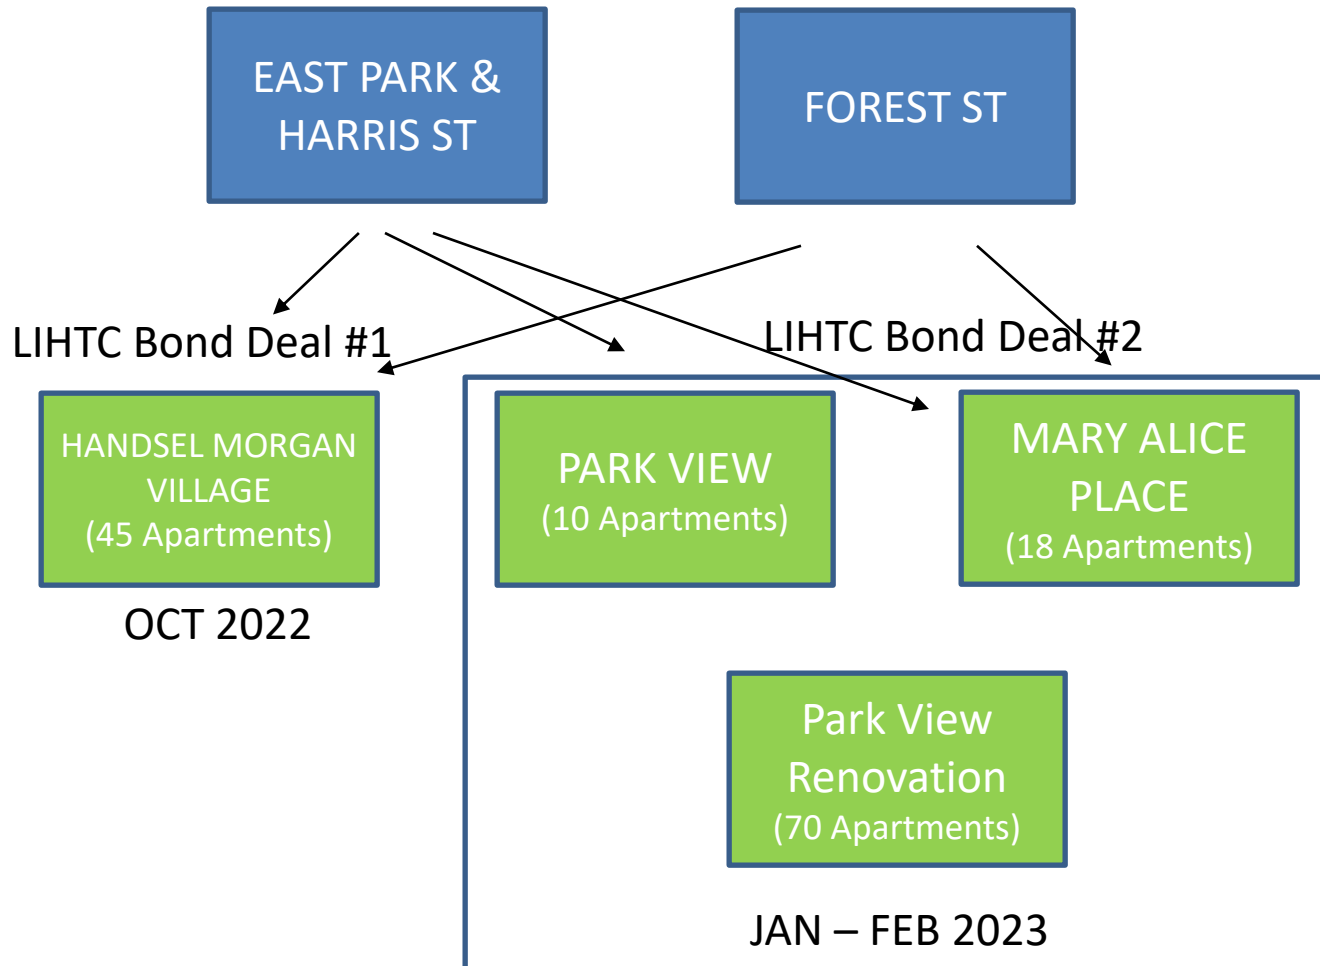 EAST PARK &
HARRIS ST
FOREST ST
LIHTC Bond Deal #1
LIHTC Bond Deal #2
HANDSEL MORGAN
VILLAGE
(45 Apartments)
PARK VIEW
(10 Apartments)
MARY ALICE
PLACE
(18 Apartments)
OCT 2022
Park View
Renovation
(70 Apartments)
JAN – FEB 2023